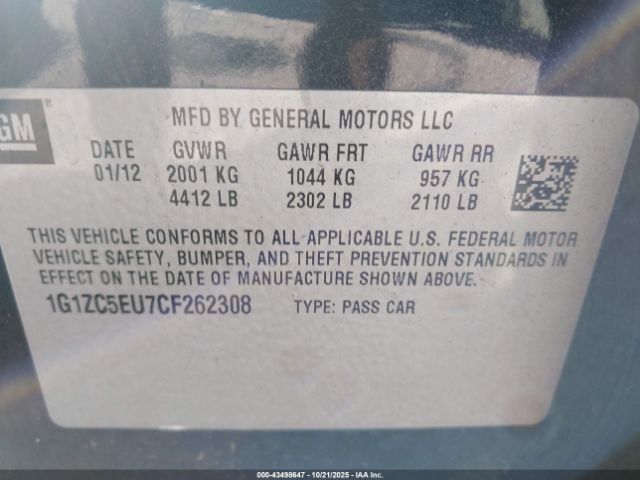 GM
MFD BY GENERAL MOTORS LLC
DATE GVWR GAWR FRT GAWR RR
01/12 2001 KG 1044 KG 957 KG
4412 LB 2302 LB 2110 LB
THIS VEHICLE CONFORMS TO ALL APPLICABLE U.S. FEDERAL MOTOR
VEHICLE SAFETY, BUMPER, AND THEFT PREVENTION STANDARDS IN
EFFECT ON THE DATE OF MANUFACTURE SHOWN ABOVE.
1G1ZC5EU7CF262308 TYPE: PASS CAR
000-43498647 - 10/21/2025 - IAAI.CA